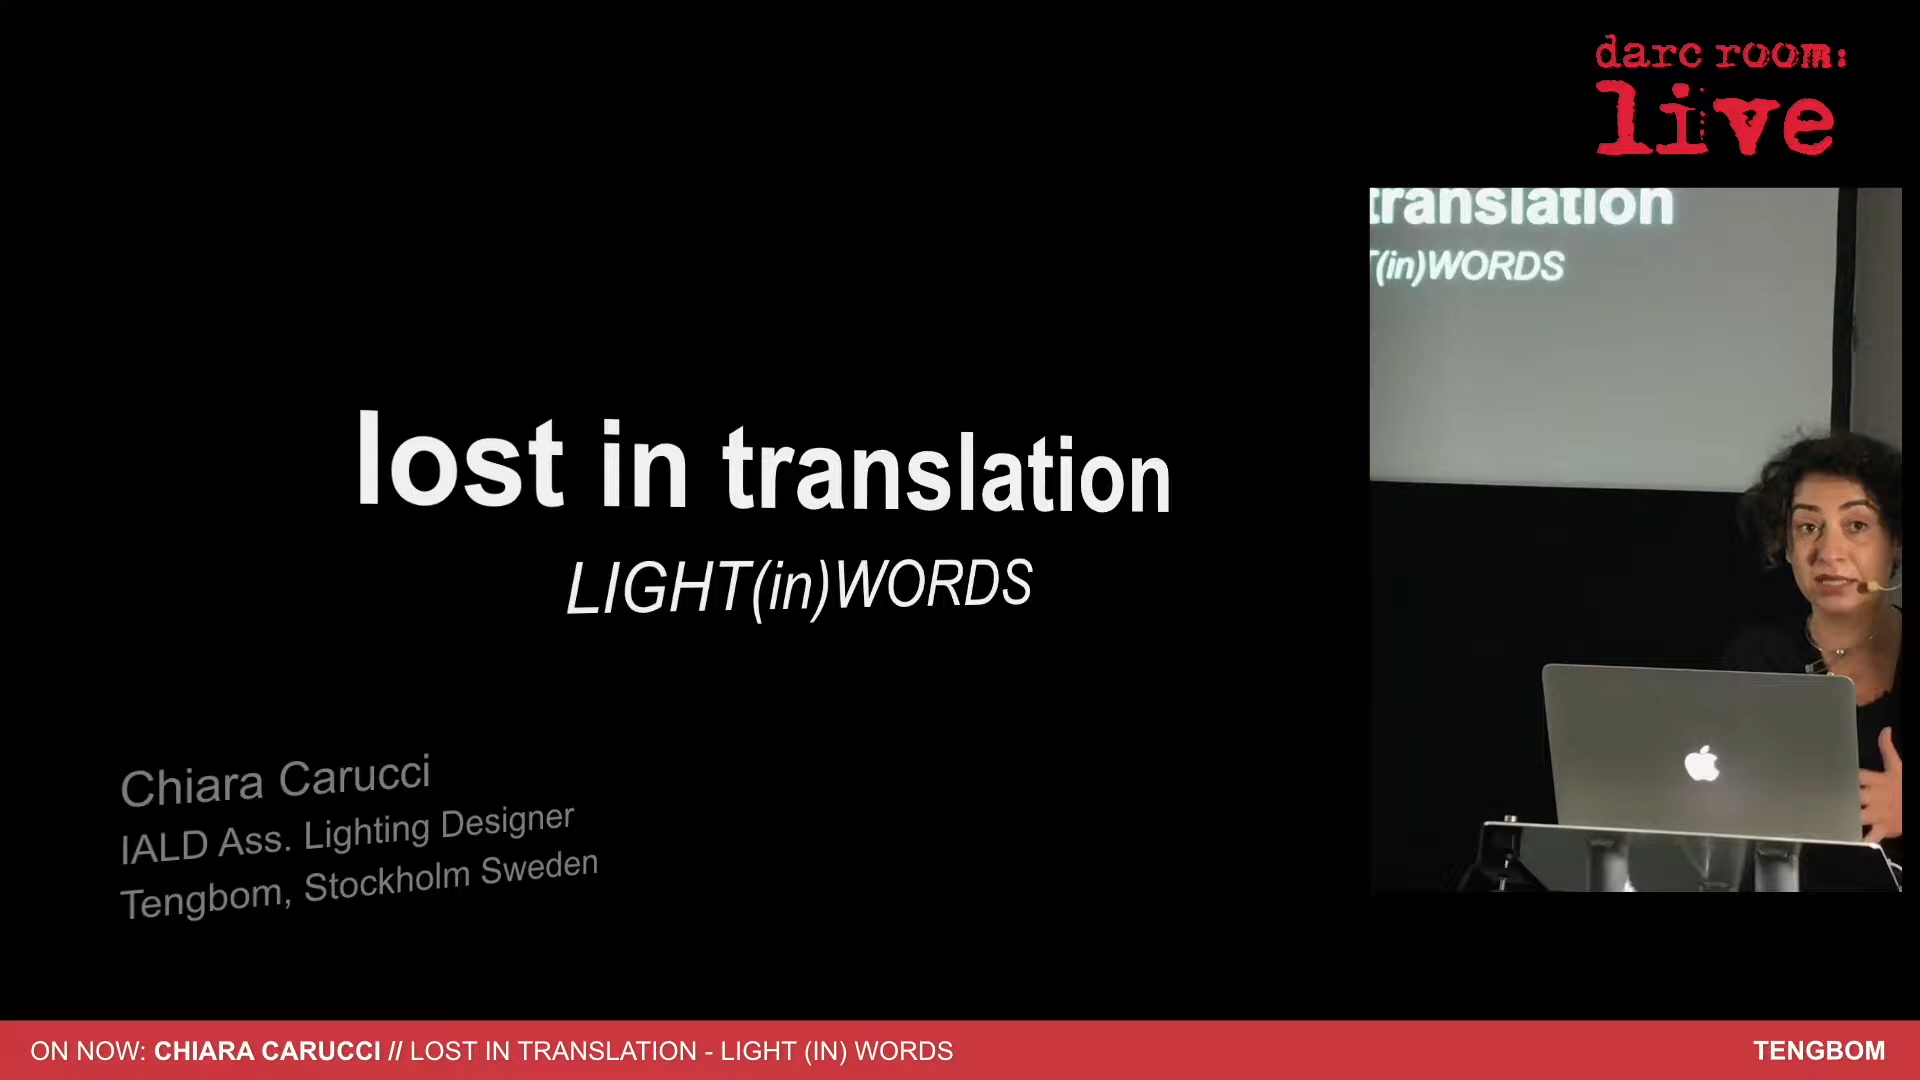 darc room:
live
translation
(in)WORDS
lost in translation
LIGHT(in)WORDS
Chiara Carucci
IALD Ass. Lighting Designer
Tengbom, Stockholm Sweden
ON NOW: CHIARA CARUCCI // LOST IN TRANSLATION - LIGHT (IN) WORDS
TENGBOM